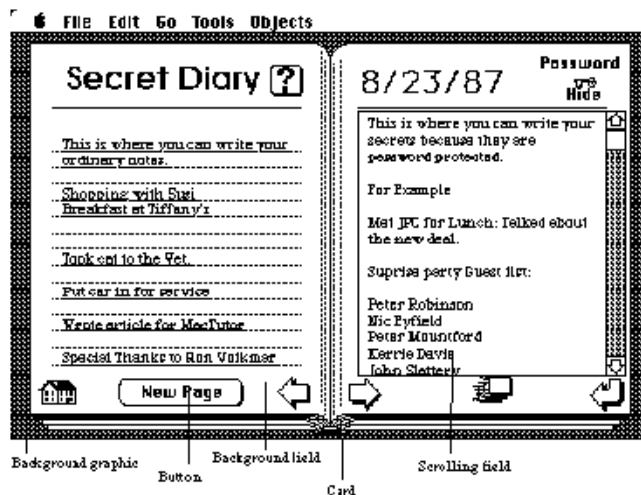 File Edit Go Tools Objects
Secret Diary ?
This is where you can write your
ordinary notes.
Shopping with Susi
Breakfast at Tiffany's
Took cat to the Vet.
Put car in for service
Wrote article for MacTutor
Special Thanks to Ron Volkmar
New Page
8/23/87
Password
Hide
This is where you can write your
secrets because they are
password protected.
For Example
Met JPC for Lunch: Talked about
the new deal.
Suprise party Guest list:
Peter Robinson
Nic Pyfield
Peter Mountford
Kerrie Davis
John Slattery
Background graphic
Button
Background field
Card
Scrolling field